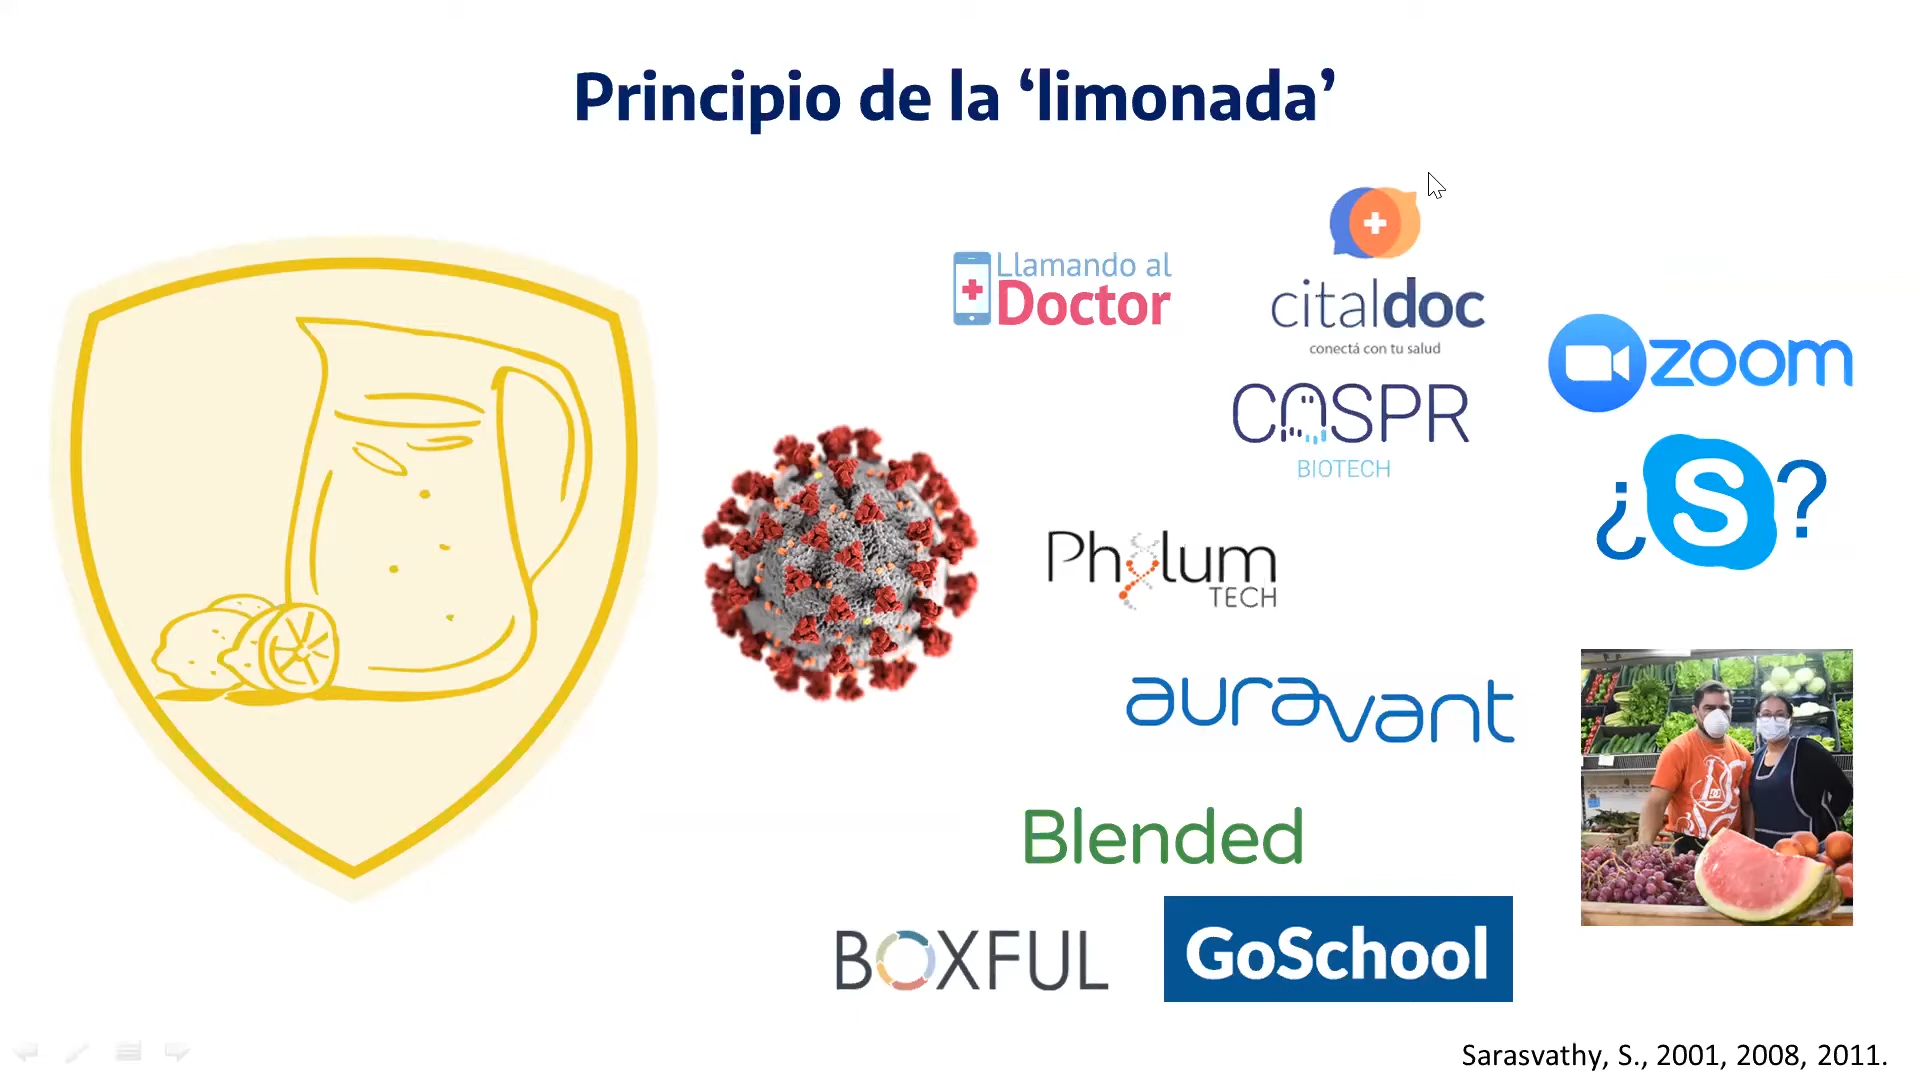 Principio de la ‘limonada’
Llamando al
Doctor
citaldoc
conectá con tu salud
zoom
CASPR
BIOTECH
¿S?
Phylum
TECH
auravant
Blended
BOXFUL
GoSchool
Sarasvathy, S., 2001, 2008, 2011.